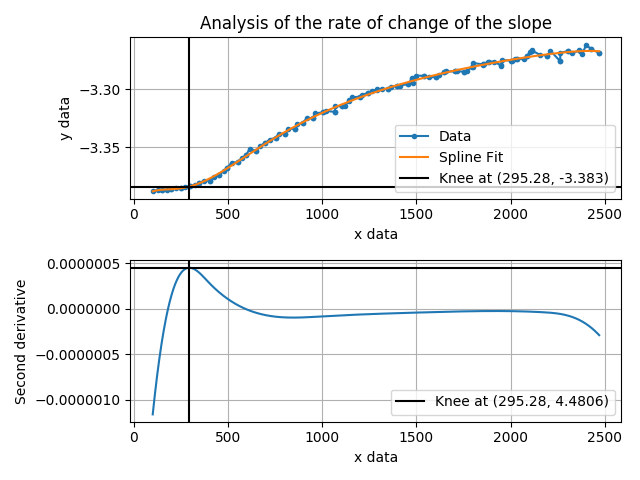 Analysis of the rate of change of the slope
y data
−3.30
−3.35
Data
Spline Fit
Knee at (295.28, -3.383)
0 500 1000 1500 2000 2500
x data
Second derivative
0.0000005
0.0000000
−0.0000005
−0.0000010
Knee at (295.28, 4.4806)
0 500 1000 1500 2000 2500
x data